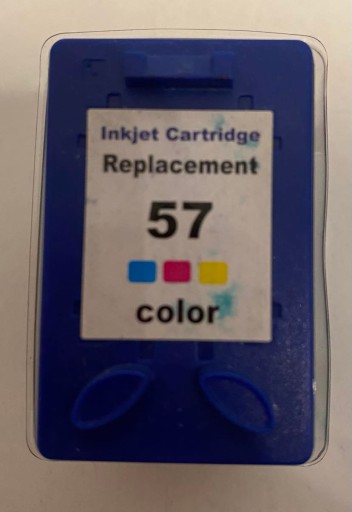 Inkjet Cartridge
Replacement
57
color